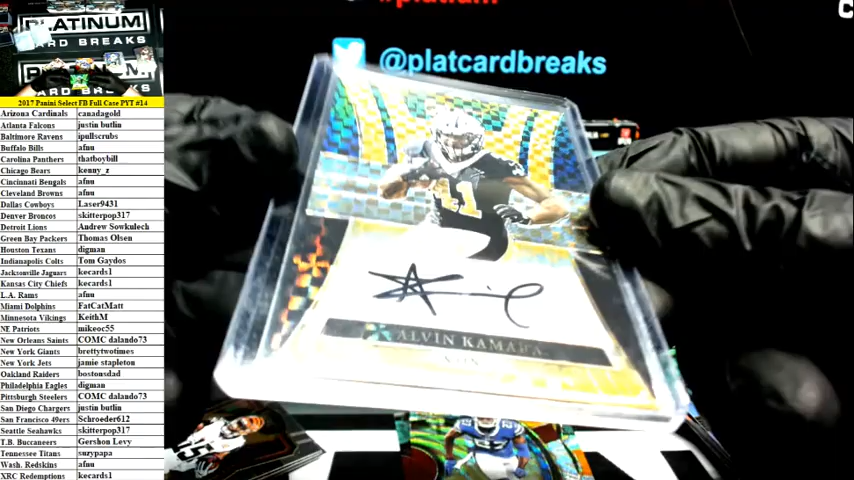 PLATINUM
CARD BREAKS
#platinum
@platcardbreaks
2017 Panini Select FB Full Case PYT #14
Arizona Cardinals canadagold
Atlanta Falcons justin butlin
Baltimore Ravens ipullscrubs
Buffalo Bills afnu
Carolina Panthers thatboybill
Chicago Bears kenny_z
Cincinnati Bengals afnu
Cleveland Browns afnu
Dallas Cowboys Laser9431
Denver Broncos skitterpop317
Detroit Lions Andrew Sowkulech
Green Bay Packers Thomas Olsen
Houston Texans digman
Indianapolis Colts Tom Gaydos
Jacksonville Jaguars kecards1
Kansas City Chiefs kecards1
L.A. Rams afnu
Miami Dolphins FatCatMatt
Minnesota Vikings KeithM
NE Patriots mikeoc55
New Orleans Saints COMC dalando73
New York Giants brettytwotimes
New York Jets jamie stapleton
Oakland Raiders bostonsdad
Philadelphia Eagles digman
Pittsburgh Steelers COMC dalando73
San Diego Chargers justin butlin
San Francisco 49ers Schroeder612
Seattle Seahawks skitterpop317
T.B. Buccaneers Gershon Levy
Tennessee Titans suzypapa
Wash. Redskins afnu
XRC Redemptions kecards1
41
ALVIN KAMARA